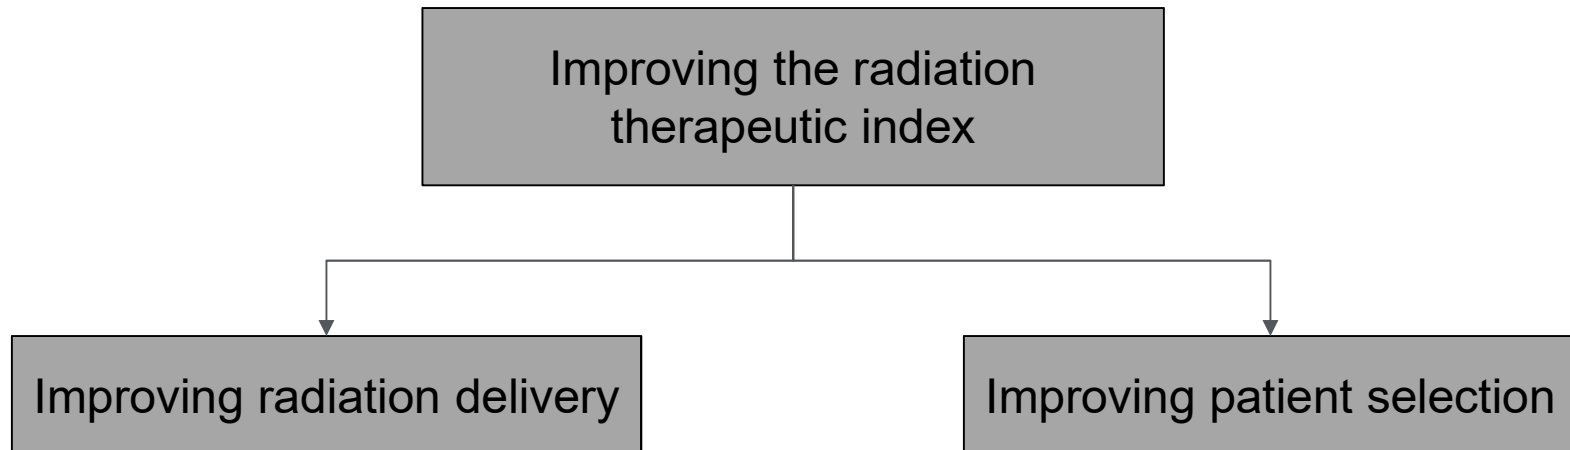 Improving the radiation
therapeutic index
Improving radiation delivery
Improving patient selection